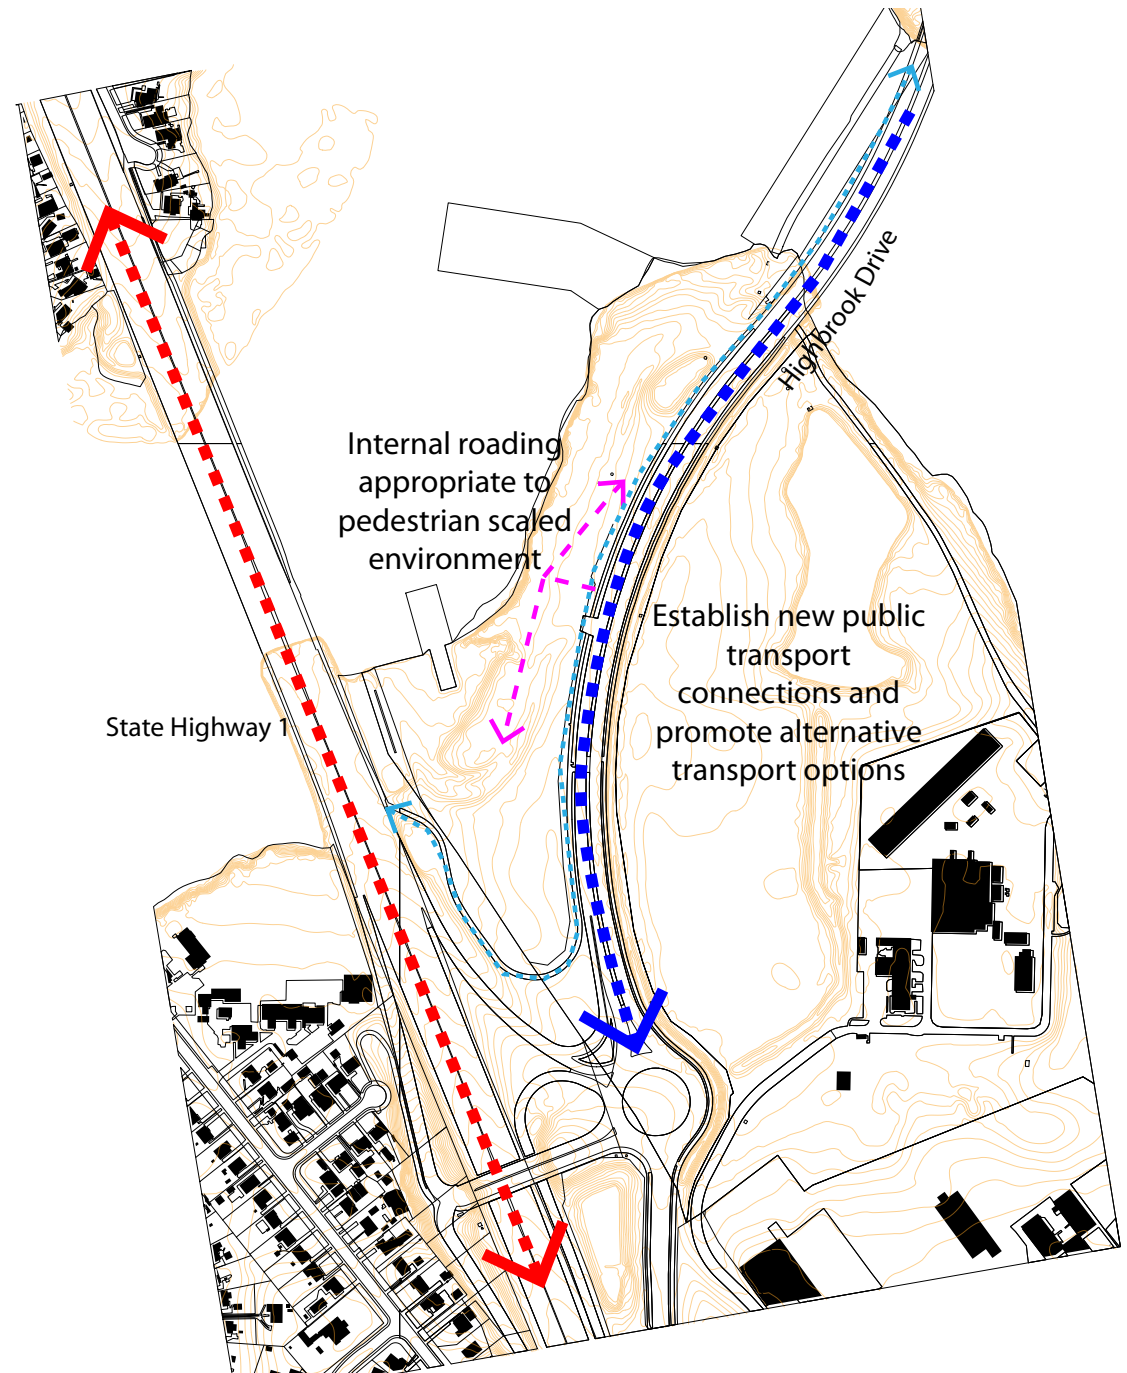 Highbrook Drive
Internal roading
appropriate to
pedestrian scaled
environment
Establish new public
transport
connections and
promote alternative
transport options
State Highway 1